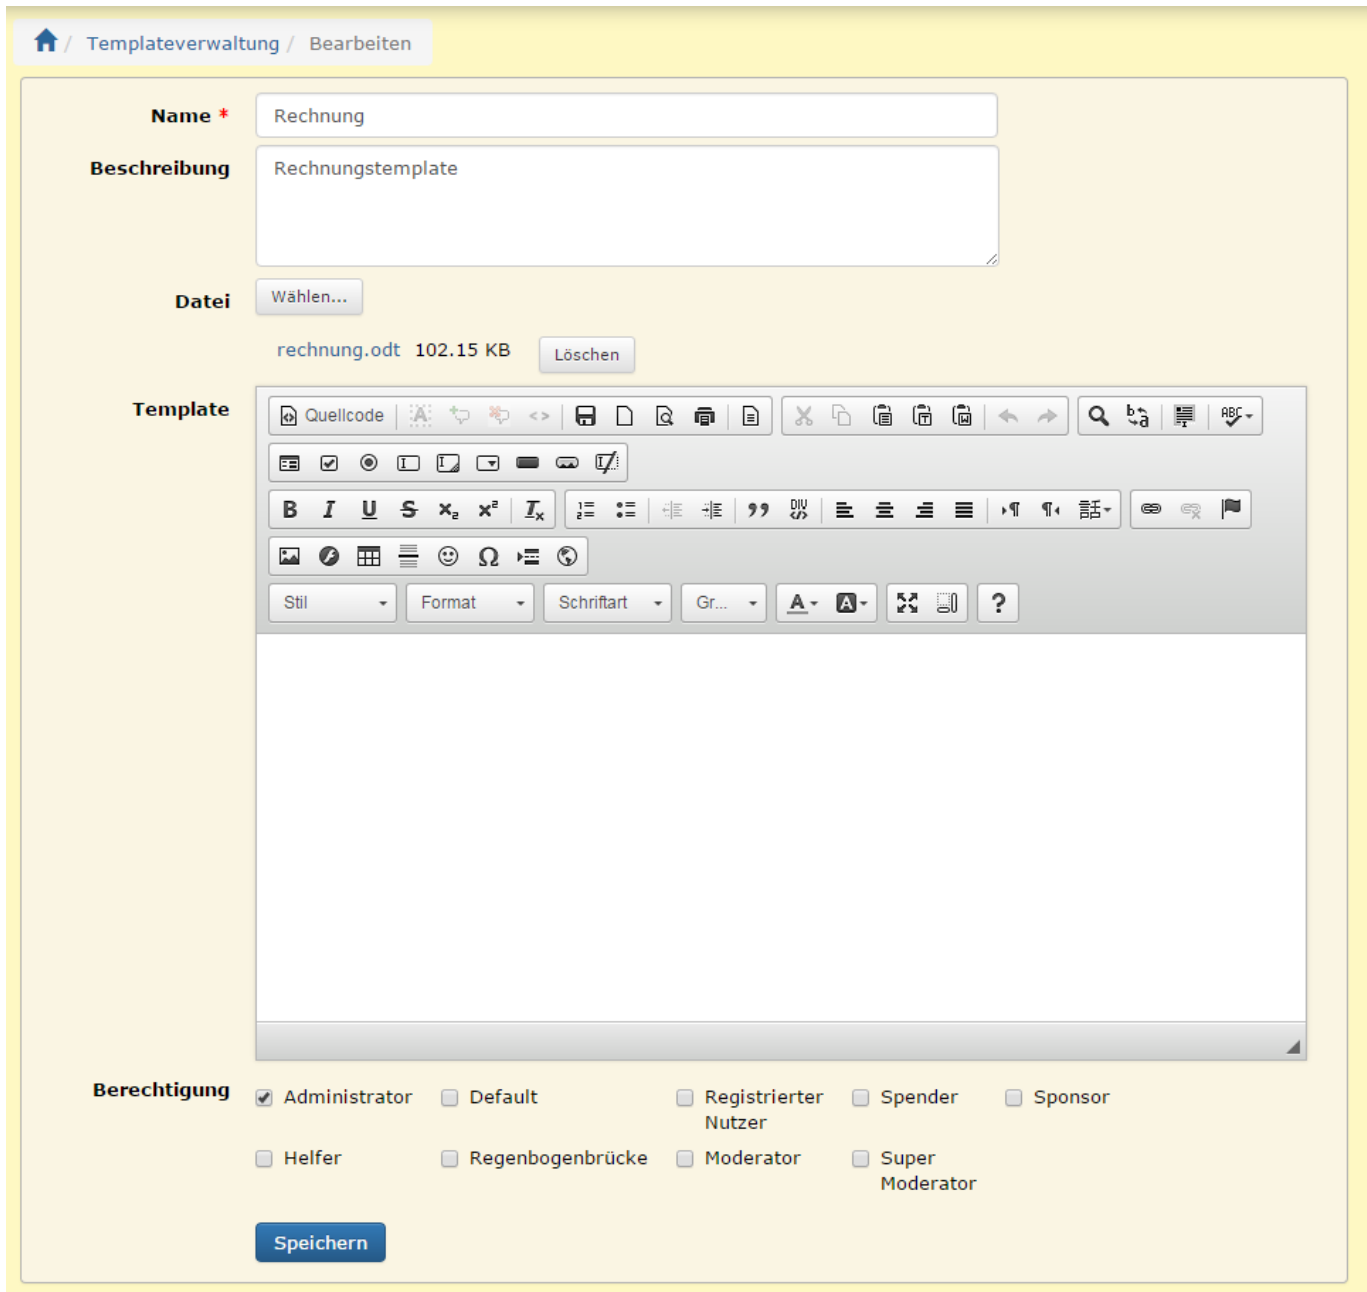 / Templateverwaltung / Bearbeiten
Name * Rechnung
Beschreibung Rechnungstemplate
Datei Wählen...
rechnung.odt 102.15 KB Löschen
Template Quellcode
Stil Format Schriftart Gr...
Berechtigung Administrator Default Registrierter Nutzer Spender Sponsor
Helfer Regenbogenbrücke Moderator Super Moderator
Speichern